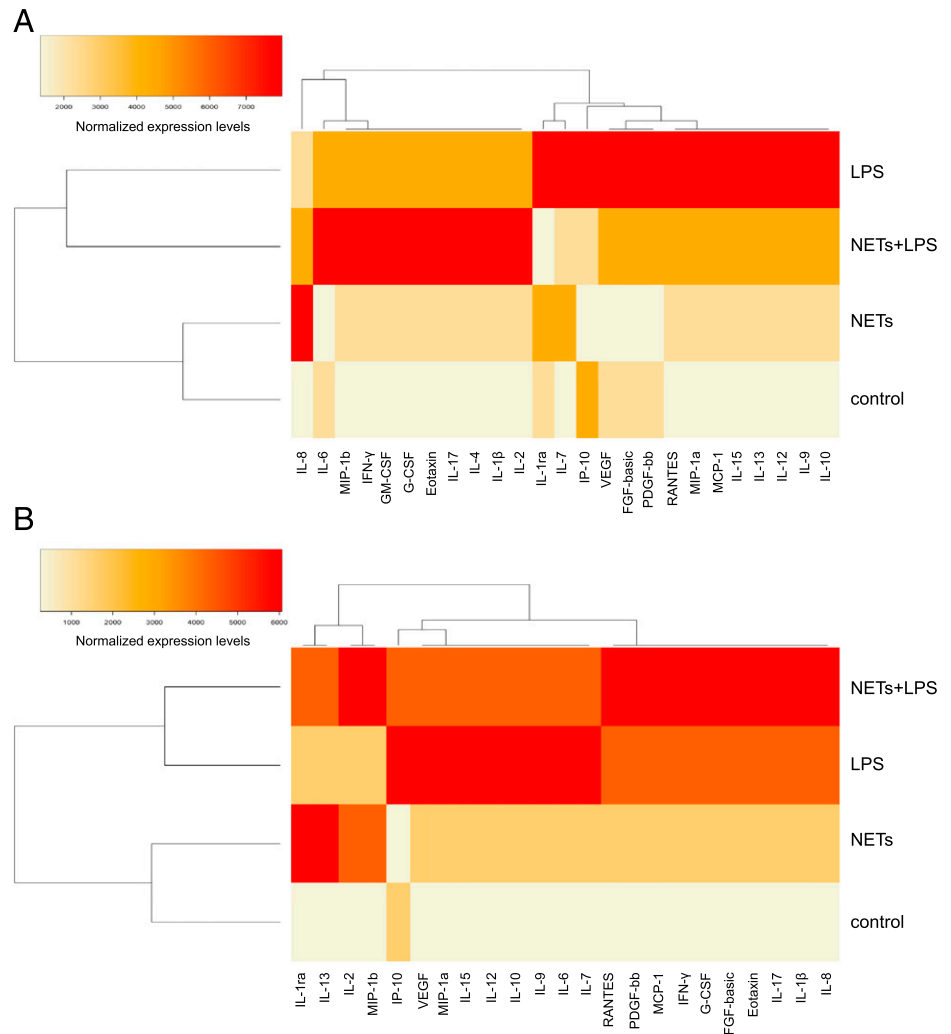 A
2000 3000 4000 5000 6000 7000
Normalized expression levels
LPS
NETs+LPS
NETs
control
IL-8 IL-6 MIP-1b IFN-γ GM-CSF G-CSF Eotaxin IL-17 IL-4 IL-1β IL-2 IL-1ra IL-7 IP-10 VEGF FGF-basic PDGF-bb RANTES MIP-1a MCP-1 IL-15 IL-13 IL-12 IL-9 IL-10
B
1000 2000 3000 4000 5000 6000
Normalized expression levels
NETs+LPS
LPS
NETs
control
IL-1ra IL-13 IL-2 MIP-1b IP-10 VEGF MIP-1a IL-15 IL-12 IL-10 IL-9 IL-6 IL-7 RANTES PDGF-bb MCP-1 IFN-γ G-CSF FGF-basic Eotaxin IL-17 IL-1β IL-8